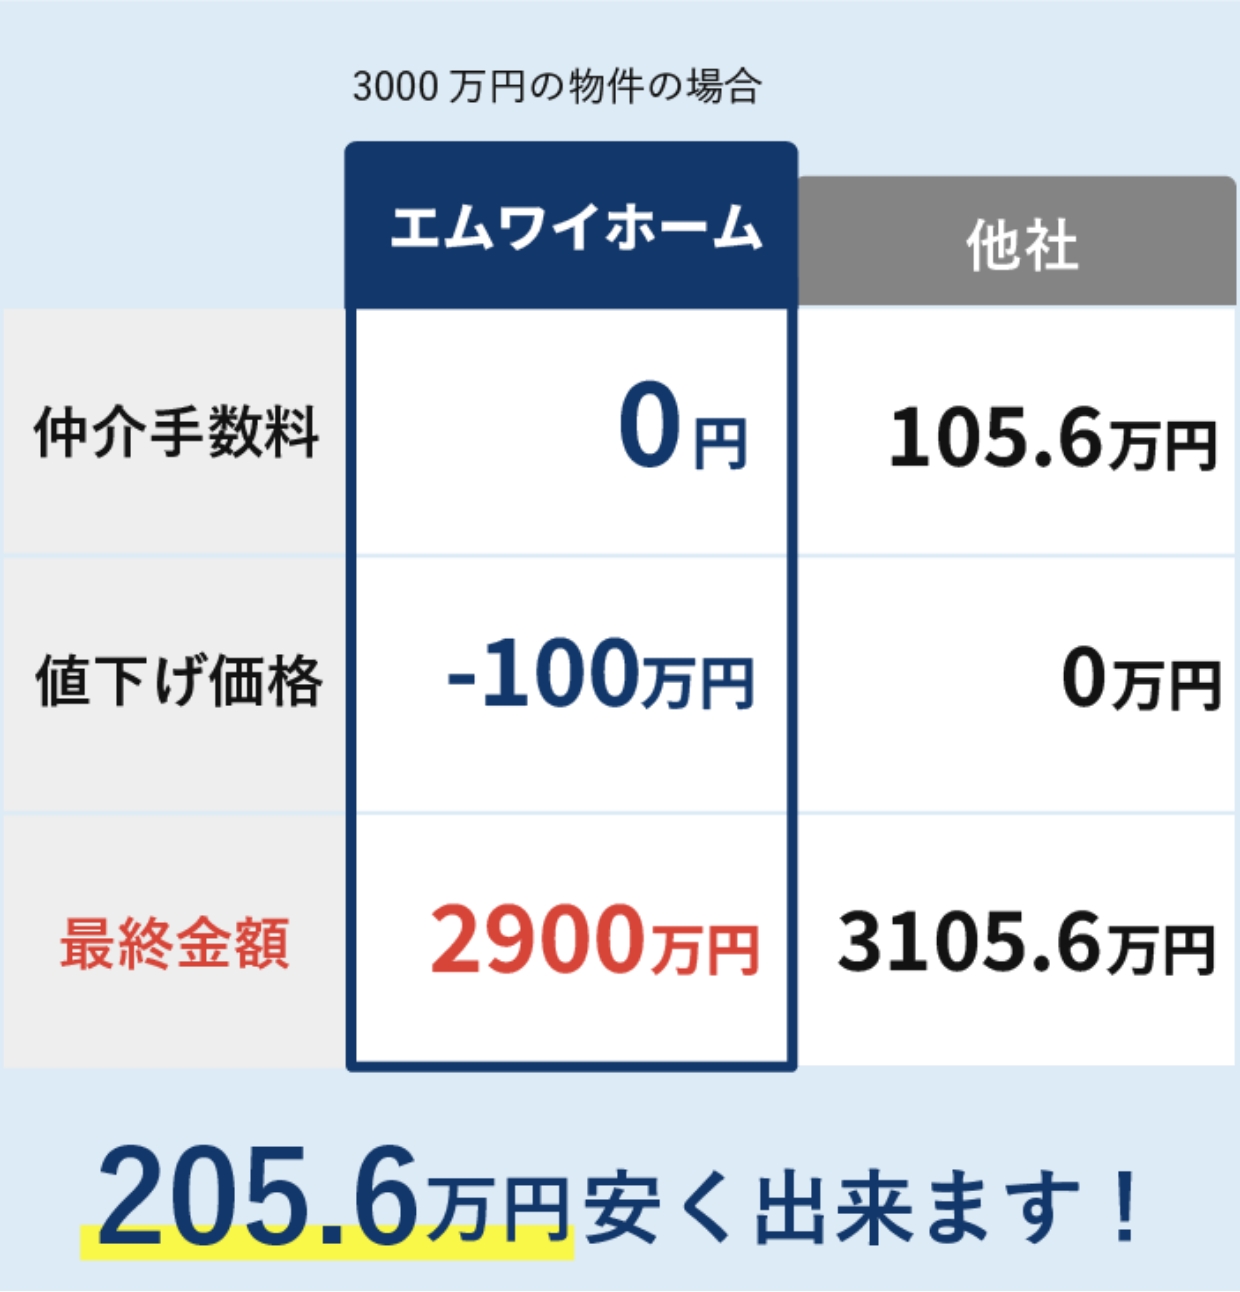 3000 万円の物件の場合
エムワイホーム 他社
仲介手数料 0円 105.6万円
値下げ価格 -100万円 0万円
最終金額 2900万円 3105.6万円
205.6万円安く出来ます！